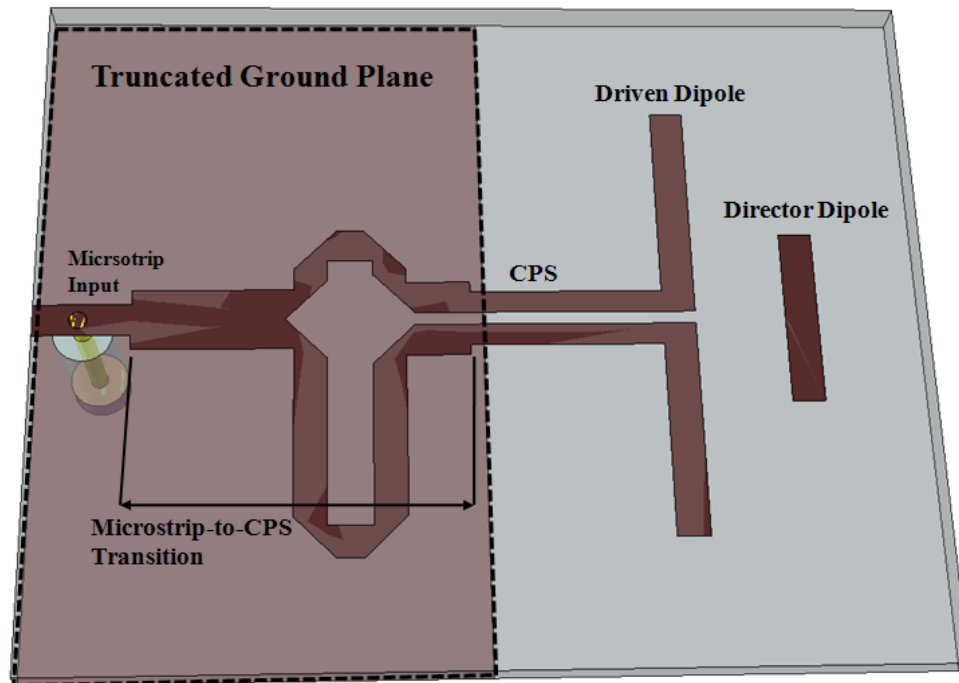 Truncated Ground Plane
Driven Dipole
Director Dipole
Micrsotrip
Input
CPS
Microstrip-to-CPS
Transition